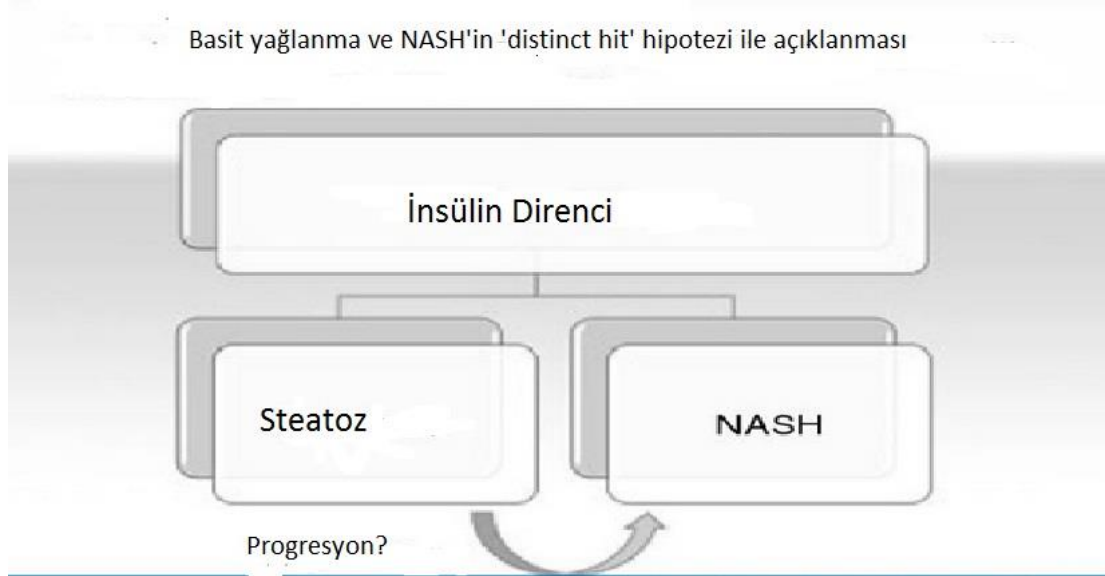 Basit yağlanma ve NASH'in 'distinct hit' hipotezi ile açıklanması
İnsülin Direnci
Steatoz
NASH
Progresyon?